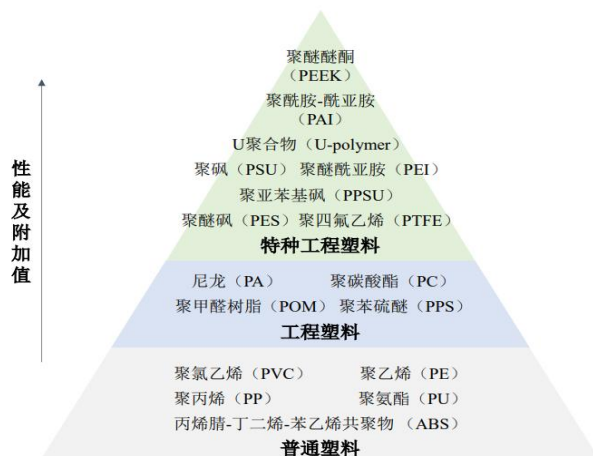 聚醚醚酮
（PEEK）
聚酰胺-酰亚胺
（PAI）
U聚合物（U-polymer）
聚砜（PSU） 聚醚酰亚胺（PEI）
聚亚苯基砜（PPSU）
聚醚砜（PES） 聚四氟乙烯（PTFE）
特种工程塑料
尼龙（PA） 聚碳酸酯（PC）
聚甲醛树脂（POM） 聚苯硫醚（PPS）
工程塑料
聚氯乙烯（PVC） 聚乙烯（PE）
聚丙烯（PP） 聚氨酯（PU）
丙烯腈-丁二烯-苯乙烯共聚物 （ABS）
普通塑料
性能及附加值